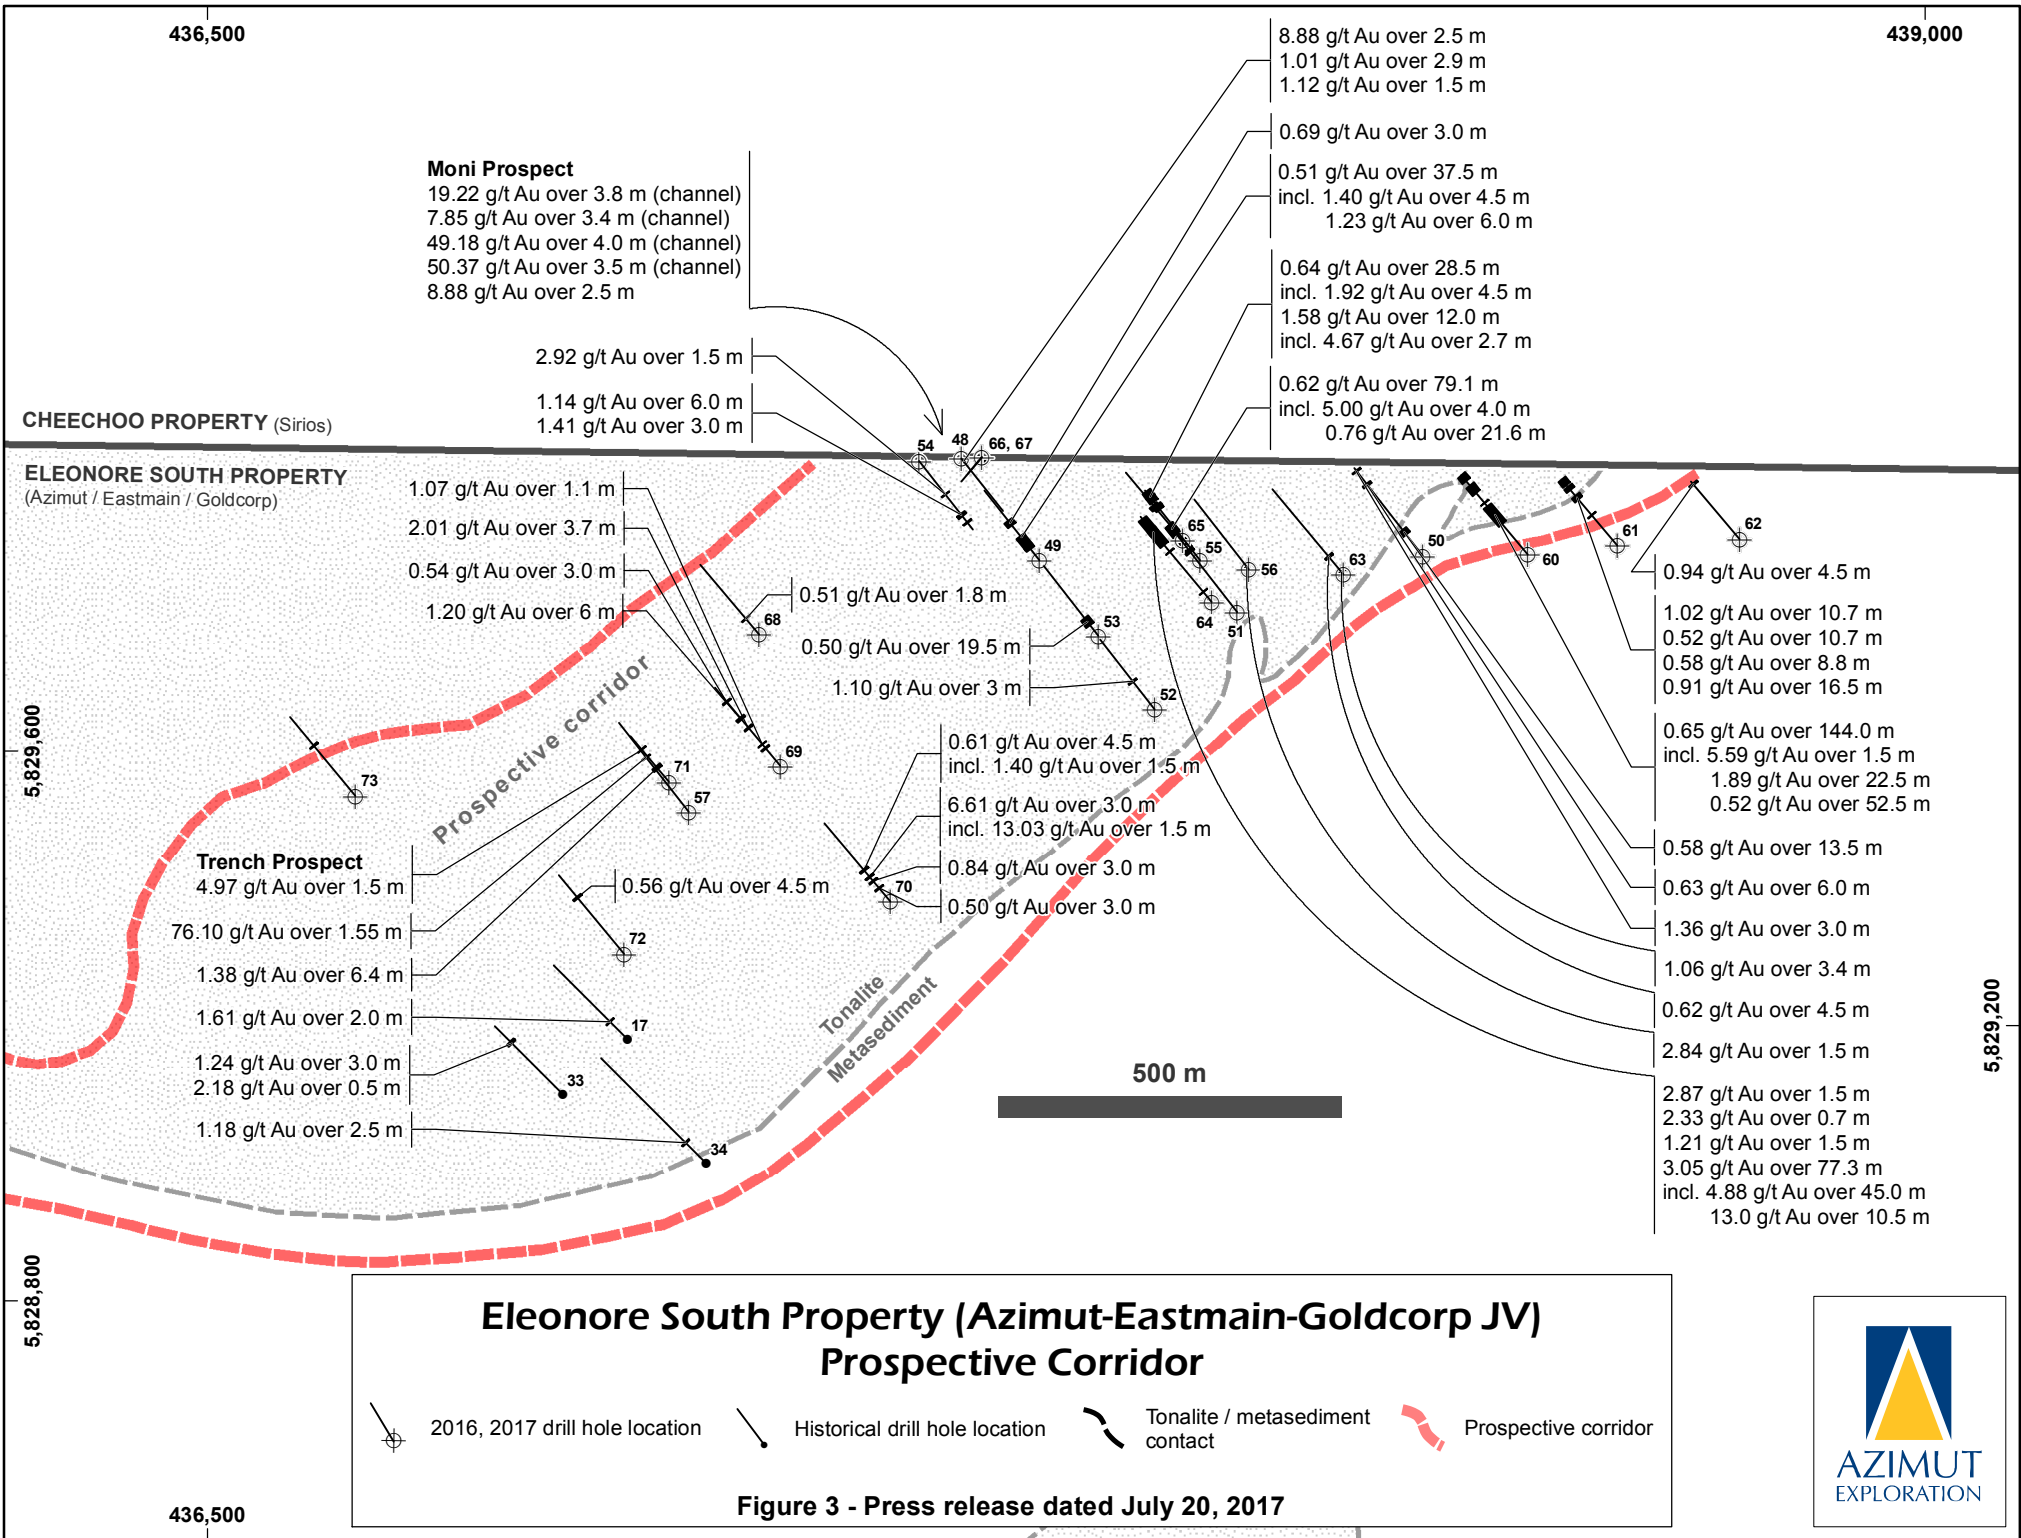 436,500
439,000
8.88 g/t Au over 2.5 m
1.01 g/t Au over 2.9 m
1.12 g/t Au over 1.5 m
0.69 g/t Au over 3.0 m
0.51 g/t Au over 37.5 m
incl. 1.40 g/t Au over 4.5 m
1.23 g/t Au over 6.0 m
Moni Prospect
19.22 g/t Au over 3.8 m (channel)
7.85 g/t Au over 3.4 m (channel)
49.18 g/t Au over 4.0 m (channel)
50.37 g/t Au over 3.5 m (channel)
8.88 g/t Au over 2.5 m
0.64 g/t Au over 28.5 m
incl. 1.92 g/t Au over 4.5 m
1.58 g/t Au over 12.0 m
incl. 4.67 g/t Au over 2.7 m
2.92 g/t Au over 1.5 m
1.14 g/t Au over 6.0 m
1.41 g/t Au over 3.0 m
0.62 g/t Au over 79.1 m
incl. 5.00 g/t Au over 4.0 m
0.76 g/t Au over 21.6 m
CHEECHOO PROPERTY (Sirios)
ELEONORE SOUTH PROPERTY
(Azimut / Eastmain / Goldcorp)
54
48
66, 67
1.07 g/t Au over 1.1 m
2.01 g/t Au over 3.7 m
0.54 g/t Au over 3.0 m
1.20 g/t Au over 6 m
49
65
55
56
63
50
60
61
62
64
51
68
0.51 g/t Au over 1.8 m
53
0.50 g/t Au over 19.5 m
1.10 g/t Au over 3 m
52
0.94 g/t Au over 4.5 m
1.02 g/t Au over 10.7 m
0.52 g/t Au over 10.7 m
0.58 g/t Au over 8.8 m
0.91 g/t Au over 16.5 m
0.65 g/t Au over 144.0 m
incl. 5.59 g/t Au over 1.5 m
1.89 g/t Au over 22.5 m
0.52 g/t Au over 52.5 m
0.58 g/t Au over 13.5 m
0.63 g/t Au over 6.0 m
1.36 g/t Au over 3.0 m
1.06 g/t Au over 3.4 m
0.62 g/t Au over 4.5 m
2.84 g/t Au over 1.5 m
2.87 g/t Au over 1.5 m
2.33 g/t Au over 0.7 m
1.21 g/t Au over 1.5 m
3.05 g/t Au over 77.3 m
incl. 4.88 g/t Au over 45.0 m
13.0 g/t Au over 10.5 m
5,829,600
Prospective corridor
73
69
71
57
0.61 g/t Au over 4.5 m
incl. 1.40 g/t Au over 1.5 m
6.61 g/t Au over 3.0 m
incl. 13.03 g/t Au over 1.5 m
0.84 g/t Au over 3.0 m
0.50 g/t Au over 3.0 m
70
Trench Prospect
4.97 g/t Au over 1.5 m
76.10 g/t Au over 1.55 m
1.38 g/t Au over 6.4 m
1.61 g/t Au over 2.0 m
1.24 g/t Au over 3.0 m
2.18 g/t Au over 0.5 m
1.18 g/t Au over 2.5 m
0.56 g/t Au over 4.5 m
72
17
33
34
Tonalite
Metasediment
500 m
5,829,200
5,828,800
Eleonore South Property (Azimut-Eastmain-Goldcorp JV)
Prospective Corridor
2016, 2017 drill hole location
Historical drill hole location
Tonalite / metasediment
contact
Prospective corridor
Figure 3 - Press release dated July 20, 2017
436,500
AZIMUT
EXPLORATION